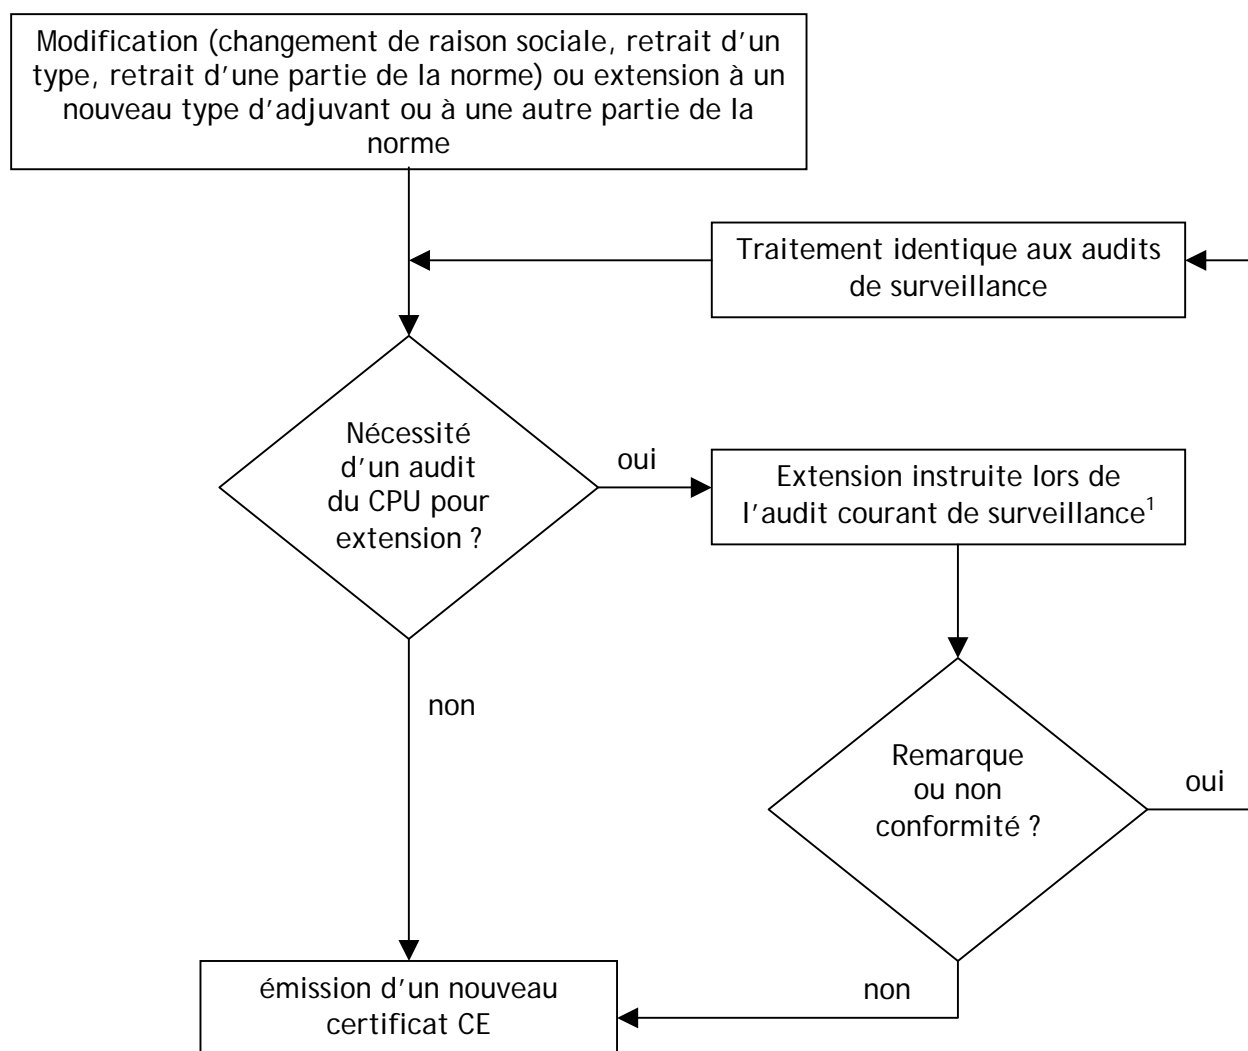 Modification (changement de raison sociale, retrait d'un
type, retrait d'une partie de la norme) ou extension à un
nouveau type d'adjuvant ou à une autre partie de la
norme
Traitement identique aux audits
de surveillance
Nécessité
d'un audit
du CPU pour
extension ?
oui
Extension instruite lors de
l'audit courant de surveillance¹
non
Remarque
ou non
conformité ?
oui
non
émission d'un nouveau
certificat CE